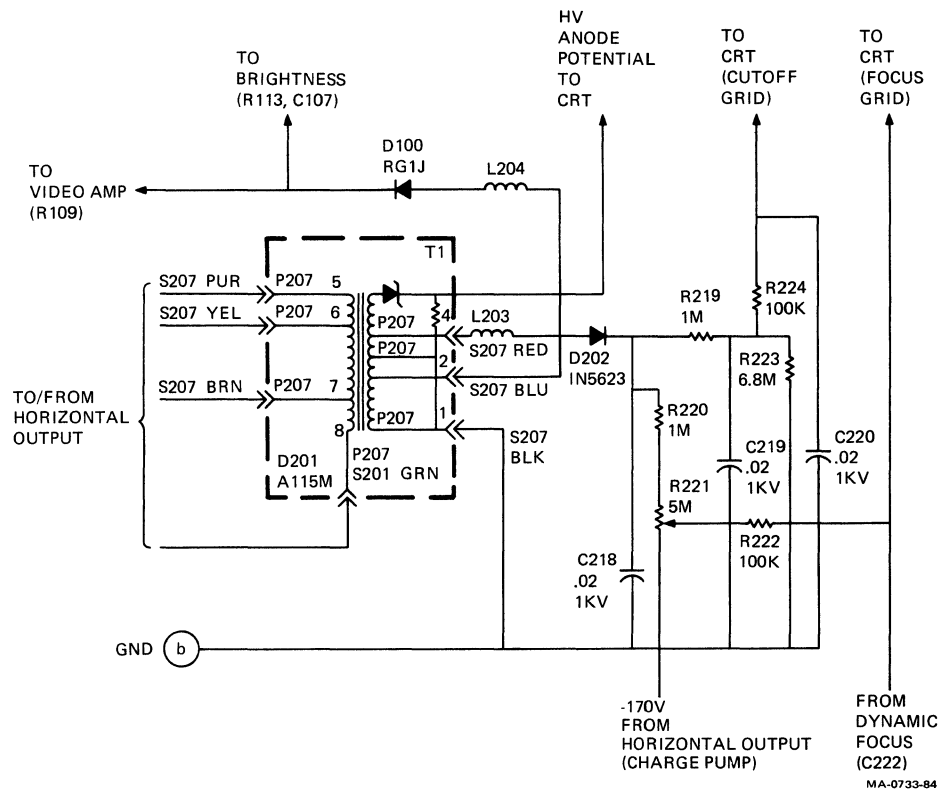 HV
ANODE
POTENTIAL
TO
CRT
TO
CRT
(CUTOFF
GRID)
TO
CRT
(FOCUS
GRID)
TO
BRIGHTNESS
(R113, C107)
D100
RG1J
L204
TO
VIDEO AMP
(R109)
T1
S207 PUR
P207
5
S207 YEL
P207
6
S207 BRN
P207
7
8
TO/FROM
HORIZONTAL
OUTPUT
P207
4
L203
S207 RED
P207
2
S207 BLU
P207
1
S207
BLK
D201
A115M
P207
S201 GRN
D202
IN5623
R219
1M
R224
100K
R223
6.8M
R220
1M
R221
5M
C219
.02
1KV
C220
.02
1KV
R222
100K
C218
.02
1KV
GND
b
-170V
FROM
HORIZONTAL OUTPUT
(CHARGE PUMP)
FROM
DYNAMIC
FOCUS
(C222)
MA-0733-84